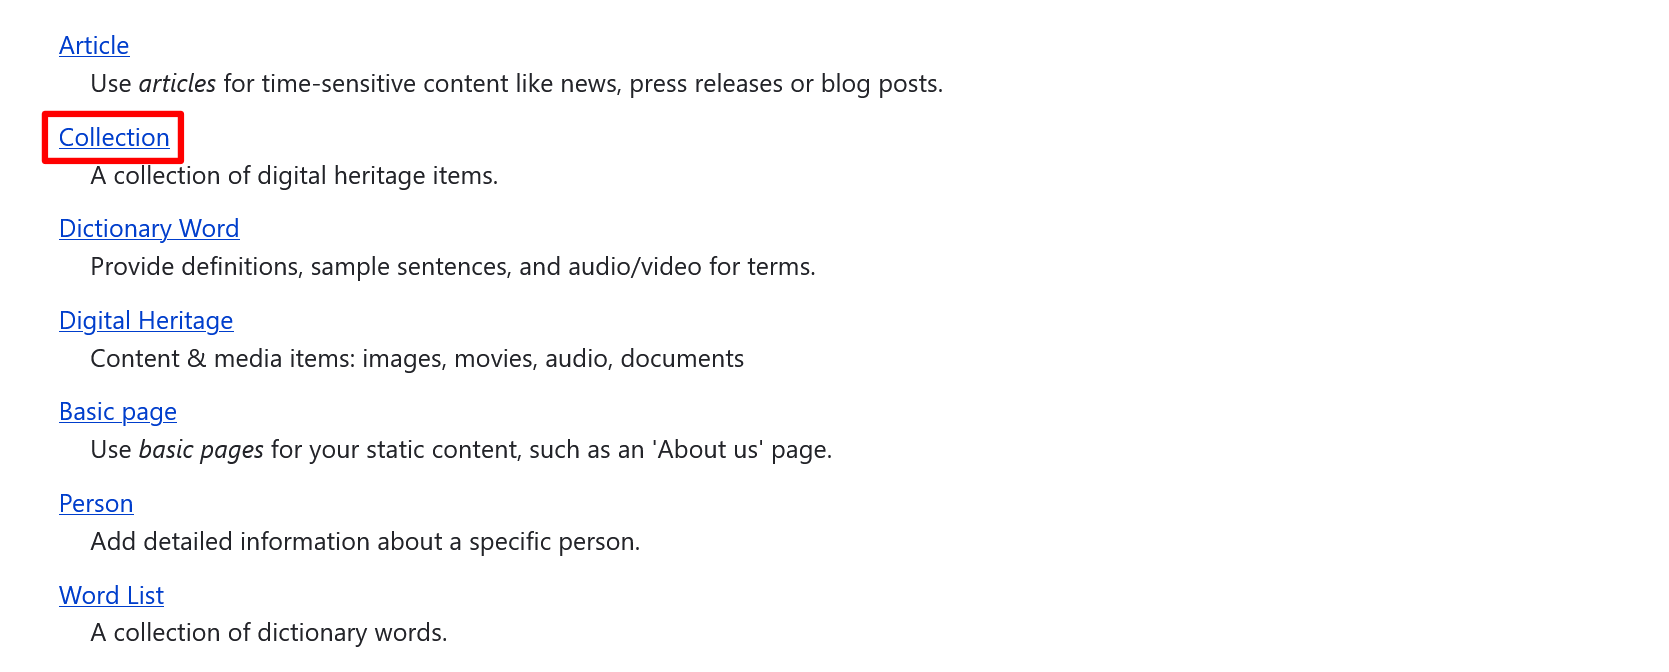 Article
Use articles for time-sensitive content like news, press releases or blog posts.
Collection
A collection of digital heritage items.
Dictionary Word
Provide definitions, sample sentences, and audio/video for terms.
Digital Heritage
Content & media items: images, movies, audio, documents
Basic page
Use basic pages for your static content, such as an 'About us' page.
Person
Add detailed information about a specific person.
Word List
A collection of dictionary words.